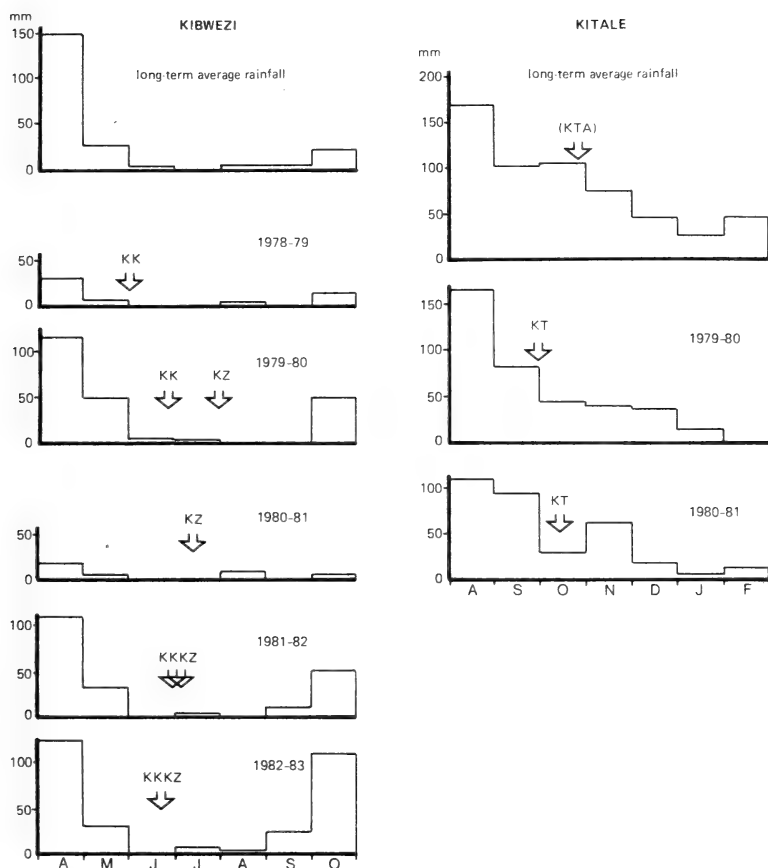 KIBWEZI
mm
150
100
50
0
long-term average rainfall
1978-79
50
0
KK
1979-80
100
50
0
KK KZ
1980-81
50
0
KZ
1981-82
100
50
0
KKKZ
1982-83
100
50
0
KKKZ
A M J J A S O
KITALE
mm
200
150
100
50
0
long-term average rainfall
(KTA)
1979-80
150
100
50
0
KT
1980-81
100
50
0
KT
A S O N D J F